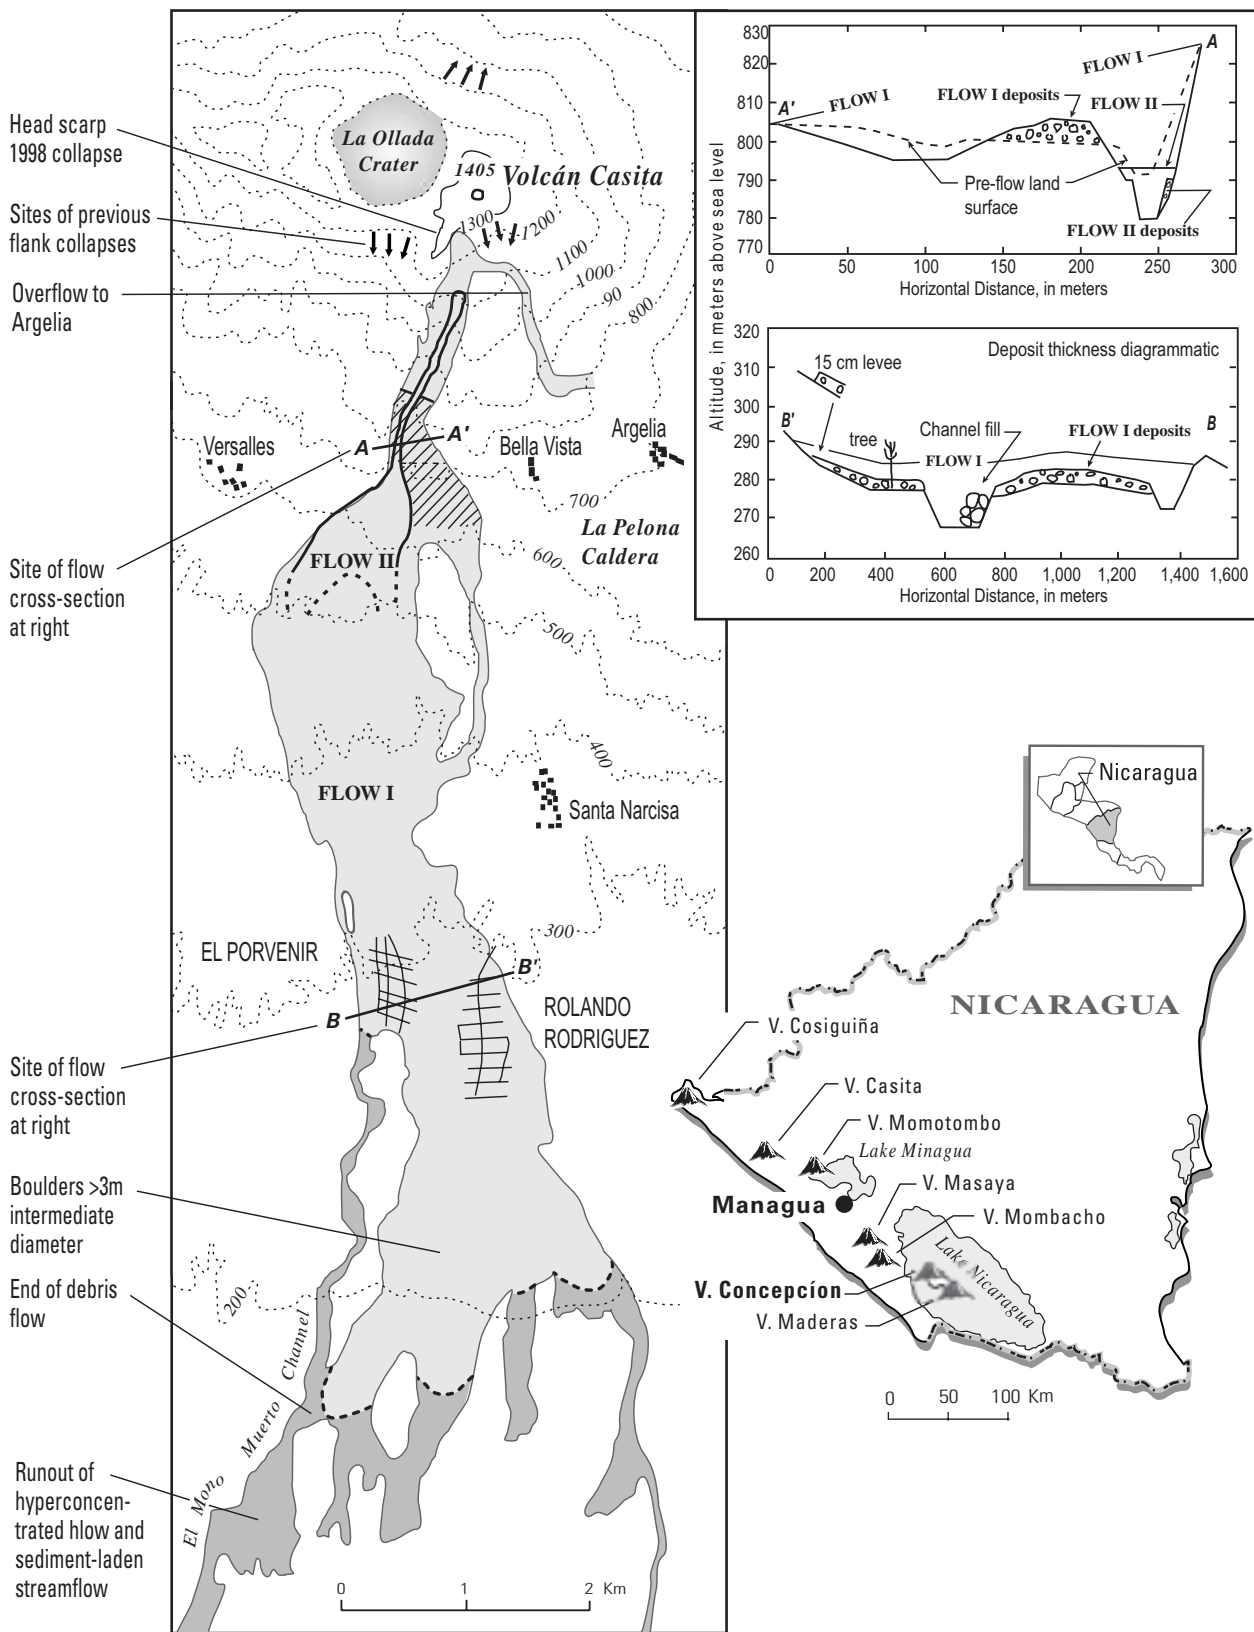 Head scarp
1998 collapse
Sites of previous
flank collapses
Overflow to
Argelia
Site of flow
cross-section
at right
Site of flow
cross-section
at right
Boulders >3m
intermediate
diameter
End of debris
flow
Runout of
hyperconcen-
trated hlow and
sediment-laden
streamflow
La Ollada
Crater
1405
Volcán Casita
1300
1200
1100
1000
90
800
Versalles
A
A'
Bella Vista
Argelia
700
La Pelona
Caldera
FLOW II
600
500
400
FLOW I
Santa Narcisa
300
EL PORVENIR
B'
B
ROLANDO
RODRIGUEZ
200
El Mono Muerto Channel
0 1 2 Km
Altitude, in meters above sea level
830
820
810
800
790
780
770
A'
FLOW I
FLOW I deposits
FLOW I
A
FLOW II
Pre-flow land
surface
FLOW II deposits
0 50 100 150 200 250 300
Horizontal Distance, in meters
320
310
300
290
280
270
260
Deposit thickness diagrammatic
15 cm levee
B'
tree
Channel fill
FLOW I
FLOW I deposits
B
0 200 400 600 800 1,000 1,200 1,400 1,600
Horizontal Distance, in meters
Nicaragua
NICARAGUA
V. Cosiguiña
V. Casita
V. Momotombo
Lake Minagua
Managua
V. Masaya
V. Mombacho
Lake Nicaragua
V. Concepcíon
V. Maderas
0 50 100 Km